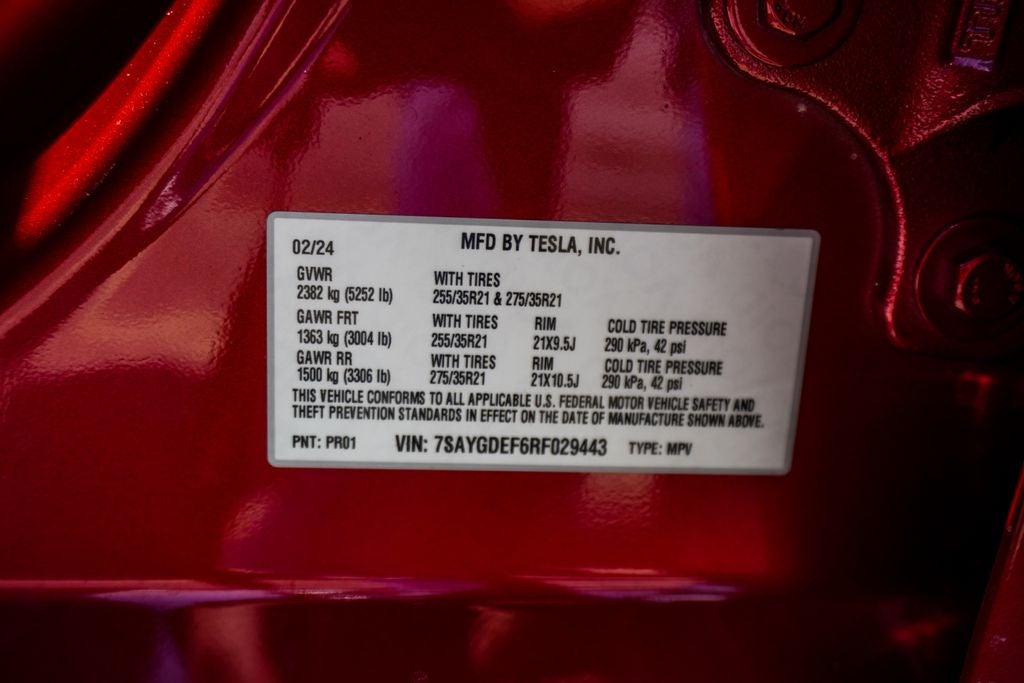 02/24 MFD BY TESLA, INC.
GVWR WITH TIRES
2382 kg (5252 lb) 255/35R21 & 275/35R21
GAWR FRT WITH TIRES RIM COLD TIRE PRESSURE
1363 kg (3004 lb) 255/35R21 21X9.5J 290 kPa, 42 psi
GAWR RR WITH TIRES RIM COLD TIRE PRESSURE
1500 kg (3306 lb) 275/35R21 21X10.5J 290 kPa, 42 psi
THIS VEHICLE CONFORMS TO ALL APPLICABLE U.S. FEDERAL MOTOR VEHICLE SAFETY AND
THEFT PREVENTION STANDARDS IN EFFECT ON THE DATE OF MANUFACTURE SHOWN ABOVE.
PNT: PR01 VIN: 7SAYGDEF6RF029443 TYPE: MPV